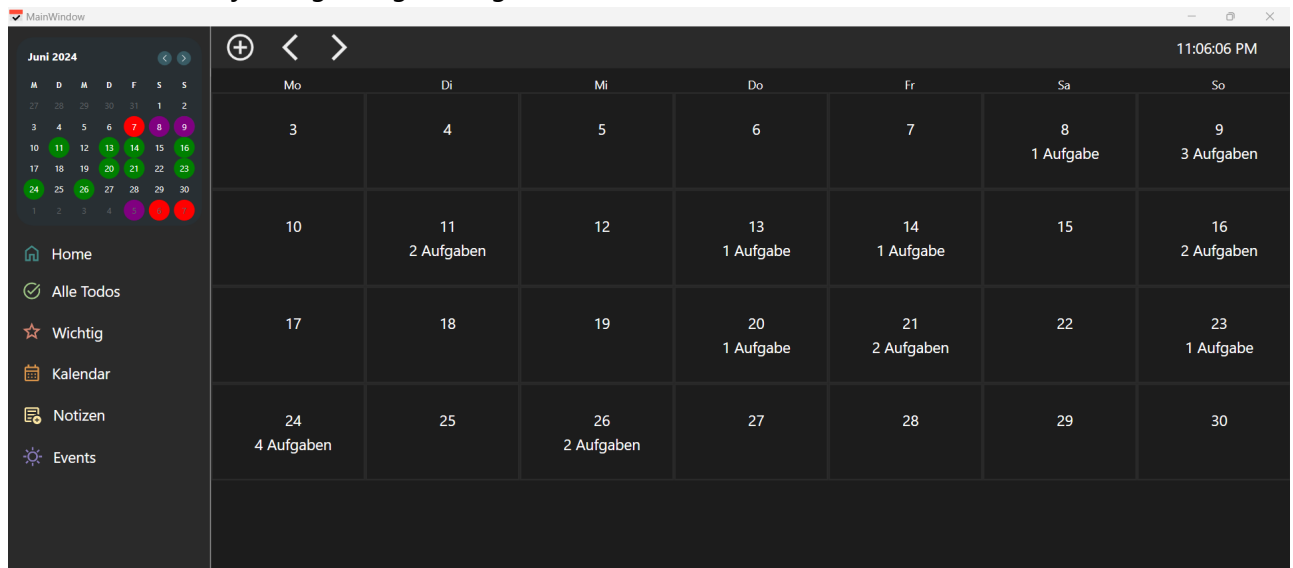 MainWindow
Juni 2024
M D M D F S S
27 28 29 30 31 1 2
3 4 5 6 7 8 9
10 11 12 13 14 15 16
17 18 19 20 21 22 23
24 25 26 27 28 29 30
1 2 3 4 5 6 7
Home
Alle Todos
Wichtig
Kalendar
Notizen
Events
11:06:06 PM
Mo Di Mi Do Fr Sa So
3 4 5 6 7 8 9
1 Aufgabe 3 Aufgaben
10 11 12 13 14 15 16
2 Aufgaben 1 Aufgabe 1 Aufgabe 2 Aufgaben
17 18 19 20 21 22 23
1 Aufgabe 2 Aufgaben 1 Aufgabe
24 25 26 27 28 29 30
4 Aufgaben 2 Aufgaben